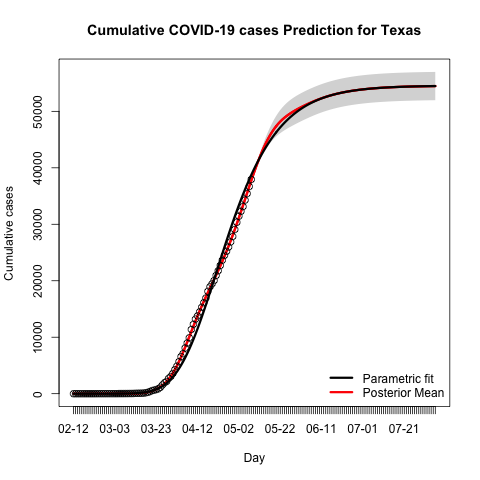 Cumulative COVID-19 cases Prediction for Texas
Cumulative cases
50000
40000
30000
20000
10000
0
Parametric fit
Posterior Mean
02-12 03-03 03-23 04-12 05-02 05-22 06-11 07-01 07-21
Day